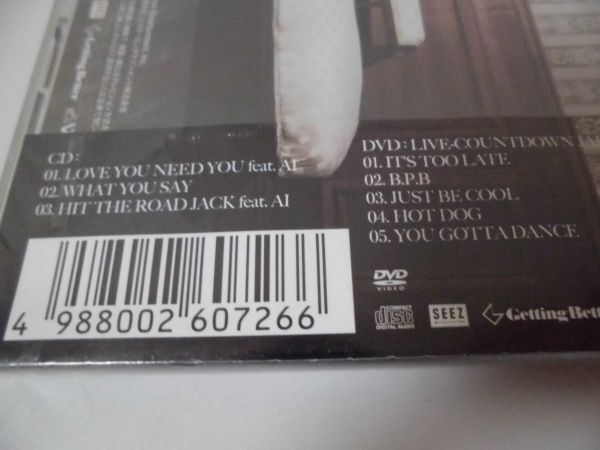 Getting Better
CD:
01. LOVE YOU NEED YOU feat. AI
02. WHAT YOU SAY
03. HIT THE ROAD JACK feat. AI
4 988002 607266
DVD: LIVE-COUNTDOWN
01. IT'S TOO LATE
02. B.P.B
03. JUST BE COOL
04. HOT DOG
05. YOU GOTTA DANCE
DVD
VIDEO
COMPACT
disc
DIGITAL AUDIO
SEEZ
Getting Bett